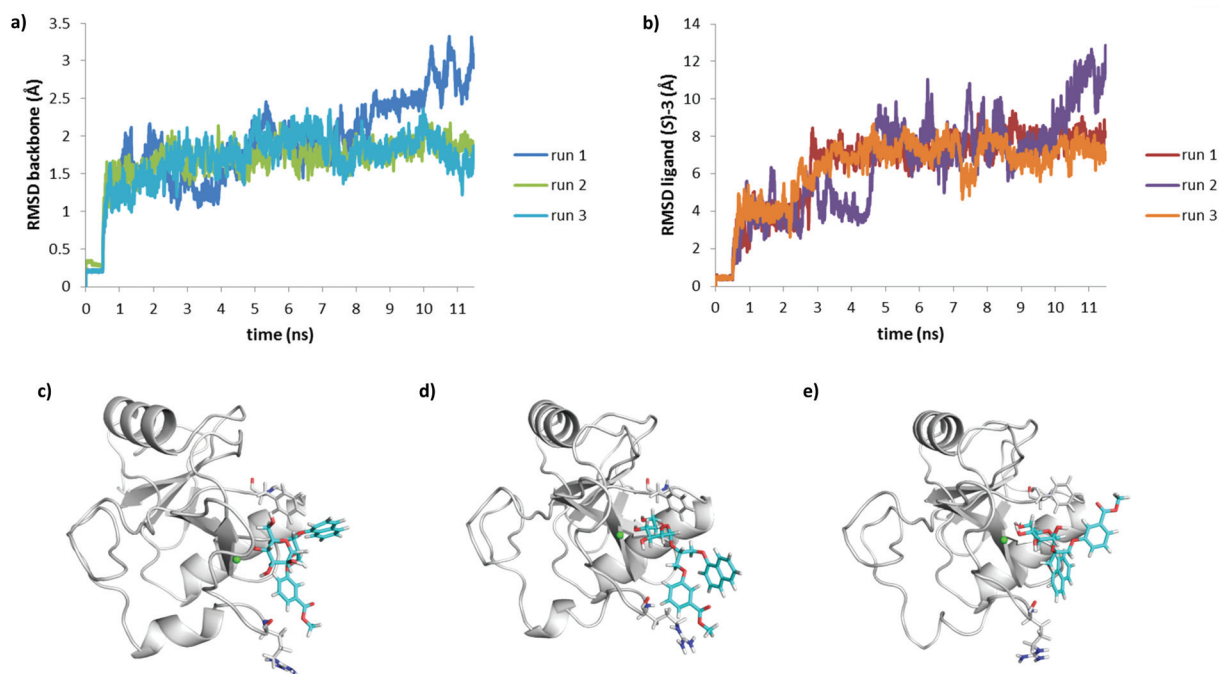 a)
RMSD backbone (Å)
3.5
3
2.5
2
1.5
1
0.5
0
0 1 2 3 4 5 6 7 8 9 10 11
time (ns)
run 1
run 2
run 3
b)
RMSD ligand (S)-3 (Å)
14
12
10
8
6
4
2
0
0 1 2 3 4 5 6 7 8 9 10 11
time (ns)
run 1
run 2
run 3
c)
d)
e)